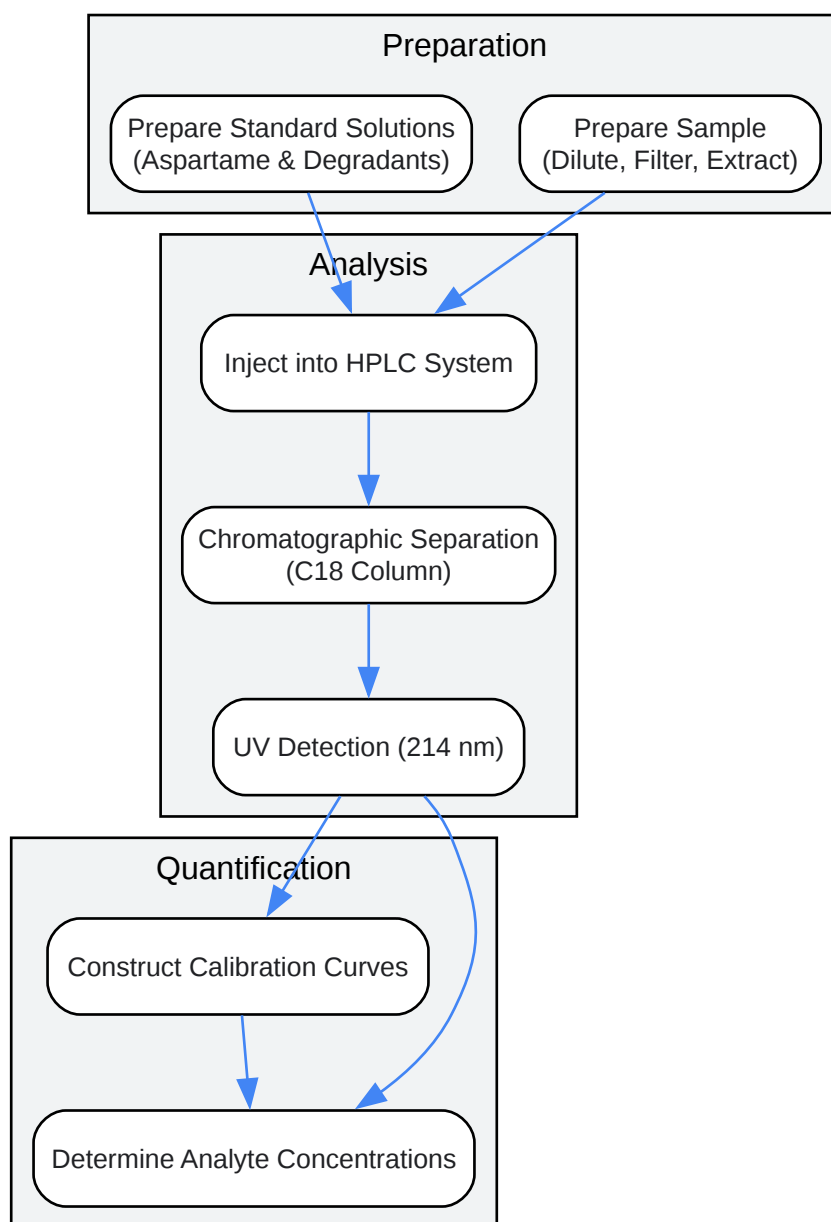 Preparation
Prepare Standard Solutions
(Aspartame & Degradants)
Prepare Sample
(Dilute, Filter, Extract)
Analysis
Inject into HPLC System
Chromatographic Separation
(C18 Column)
UV Detection (214 nm)
Quantification
Construct Calibration Curves
Determine Analyte Concentrations